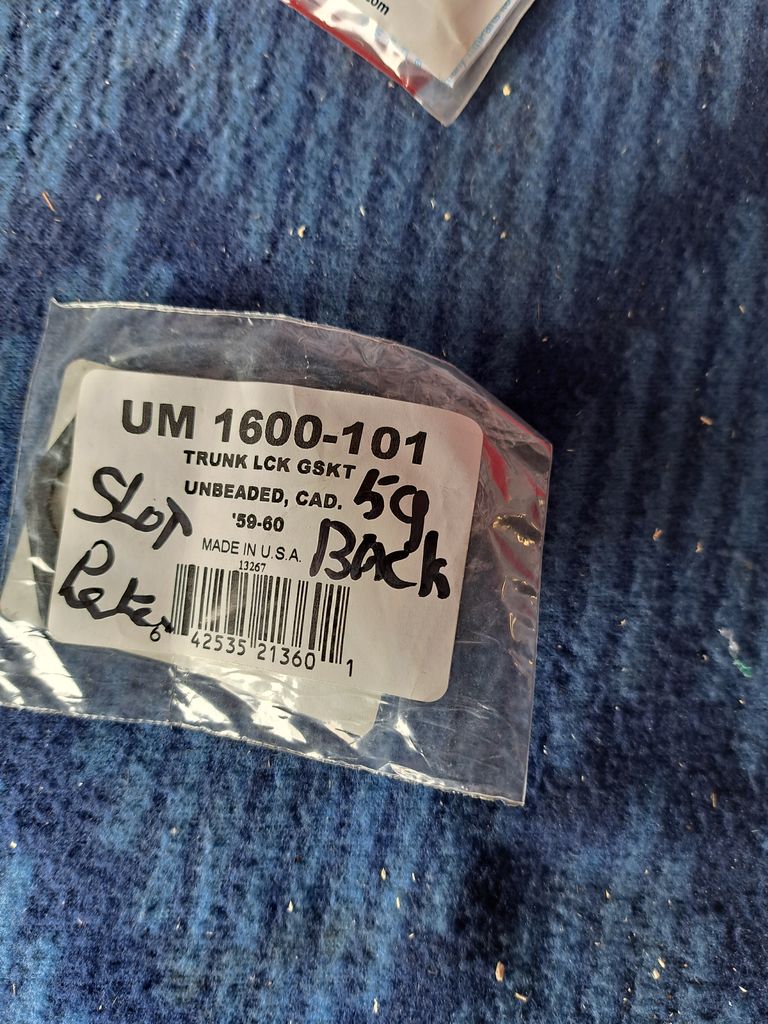 om
UM 1600-101
TRUNK LCK GSKT
UNBEADED, CAD.
'59-60
MADE IN U.S.A.
13267
SLOT
59
BACK
6 42535 21360 1